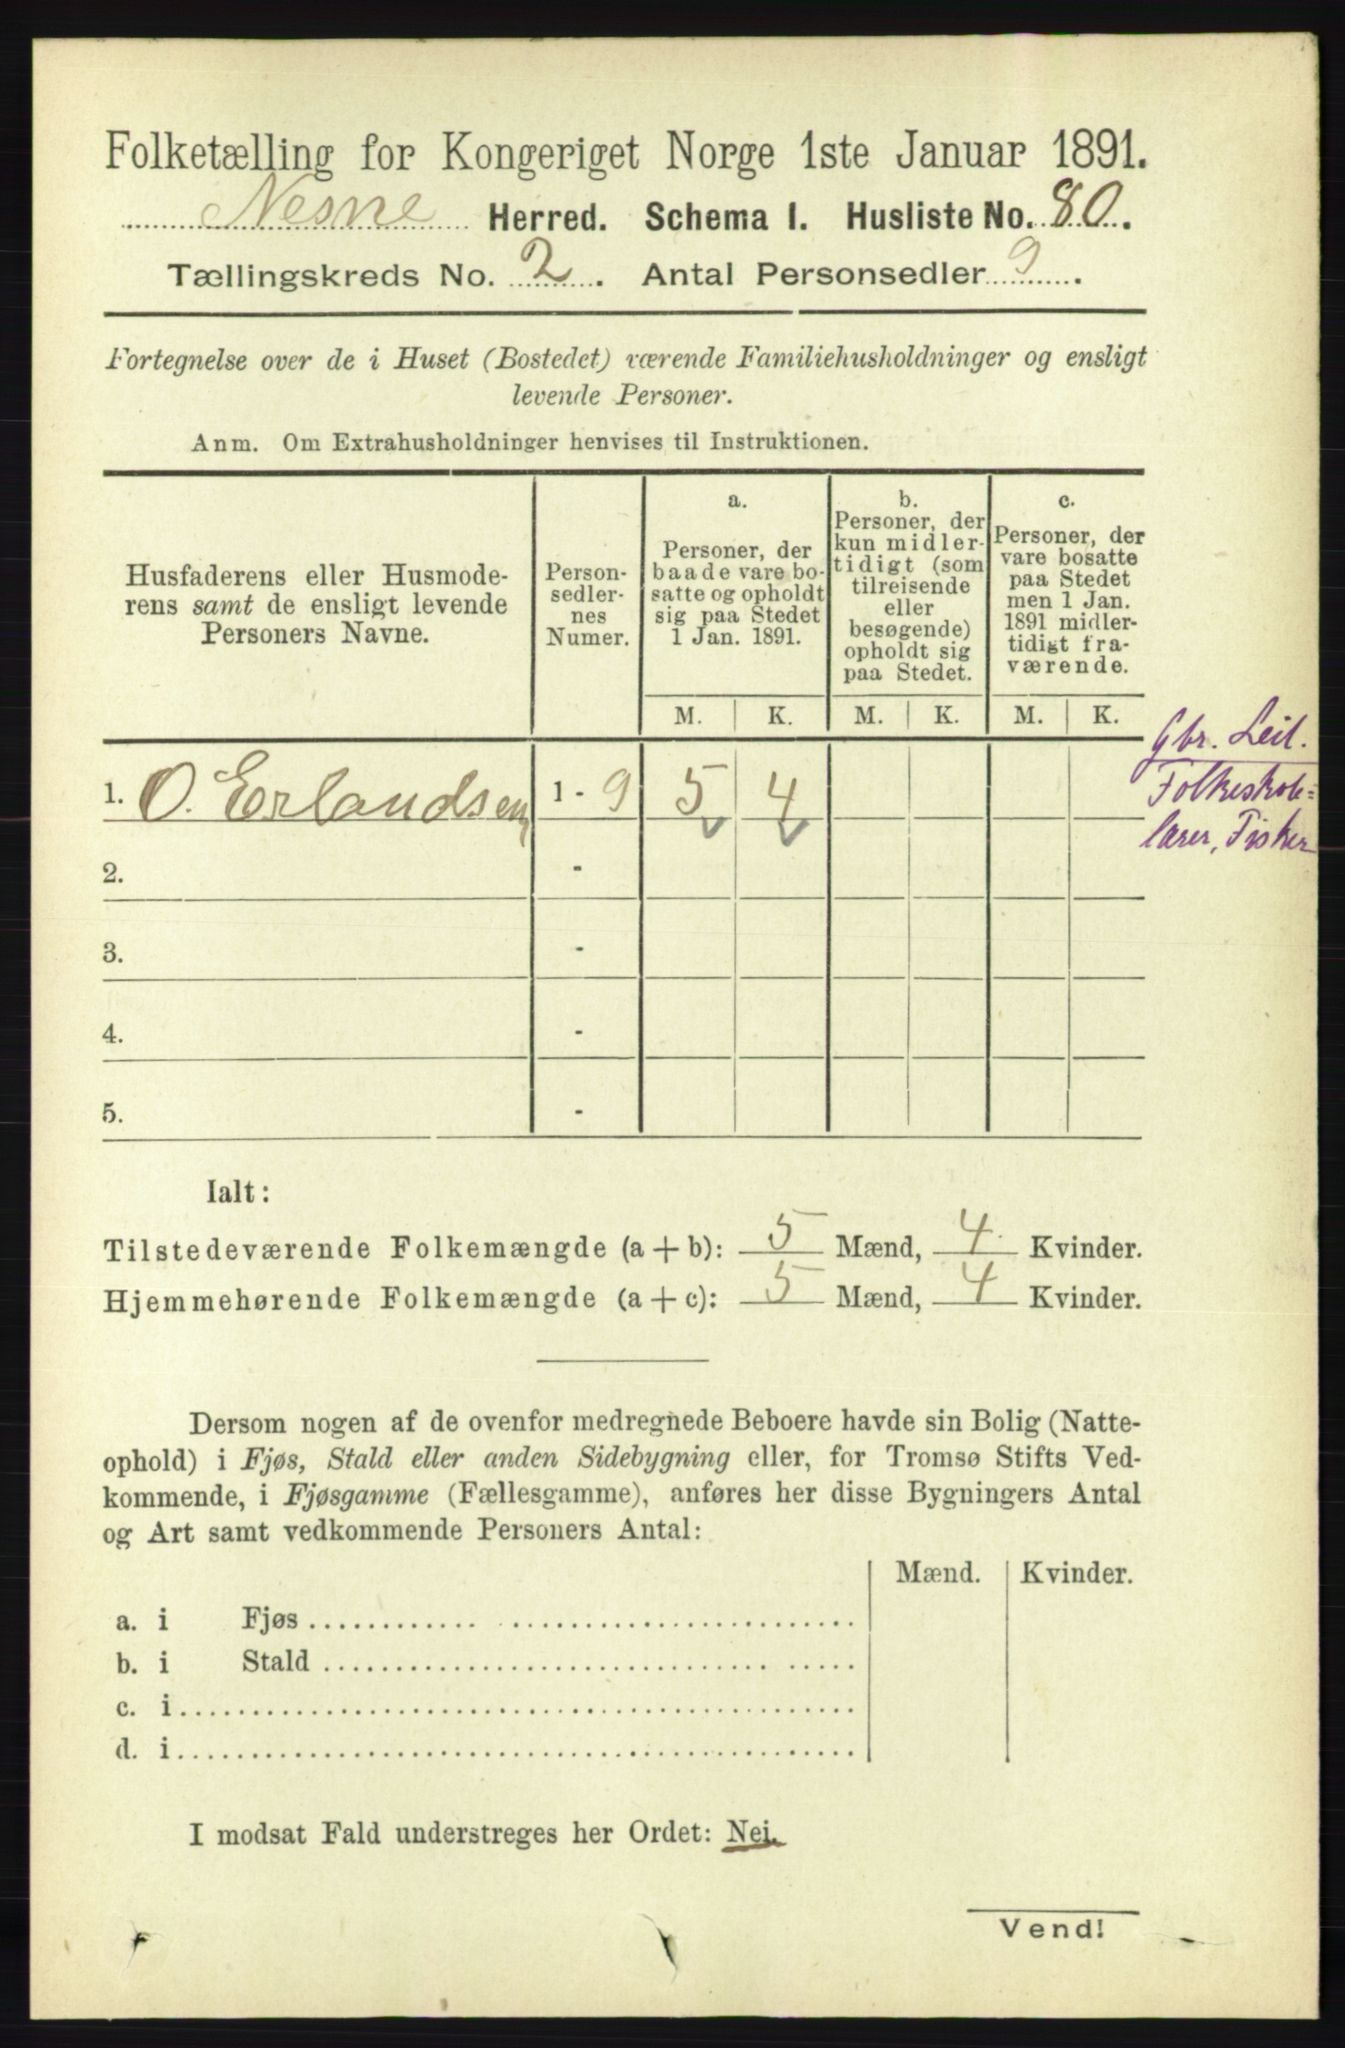 Folketælling for Kongeriget Norge 1ste Januar 1891.
Nesne Herred. Schema I. Husliste No. 80.
Tællingskreds No. 2. Antal Personsedler 9.
Fortegnelse over de i Huset (Bostedet) værende Familiehusholdninger og ensligt
levende Personer.
Anm. Om Extrahusholdninger henvises til Instruktionen.
Husfaderens eller Husmode-
rens samt de ensligt levende
Personers Navne.
Person-
sedler-
nes
Numer.
a.
Personer, der
baade vare bo-
satte og opholdt
sig paa Stedet
1 Jan. 1891.
b.
Personer, der
kun midler-
tidigt (som
tilreisende
eller
besøgende)
opholdt sig
paa Stedet.
c.
Personer, der
vare bosatte
paa Stedet
men 1 Jan.
1891 midler-
tidigt fra-
værende.
M. K. M. K. M. K.
Gbr. Leil.
Folkeskole=
lærer, Fisker
1. O. Erlandsen, 1 - 9 5 4
2. -
3. -
4. -
5. -
Ialt:
Tilstedeværende Folkemængde (a + b): 5 Mænd, 4 Kvinder.
Hjemmehørende Folkemængde (a + c): 5 Mænd, 4 Kvinder.
Dersom nogen af de ovenfor medregnede Beboere havde sin Bolig (Natte-
ophold) i Fjøs, Stald eller anden Sidebygning eller, for Tromsø Stifts Ved-
kommende, i Fjøsgamme (Fællesgamme), anføres her disse Bygningers Antal
og Art samt vedkommende Personers Antal:
Mænd. Kvinder.
a. i Fjøs
b. i Stald
c. i
d. i
I modsat Fald understreges her Ordet: Nei.
Vend!